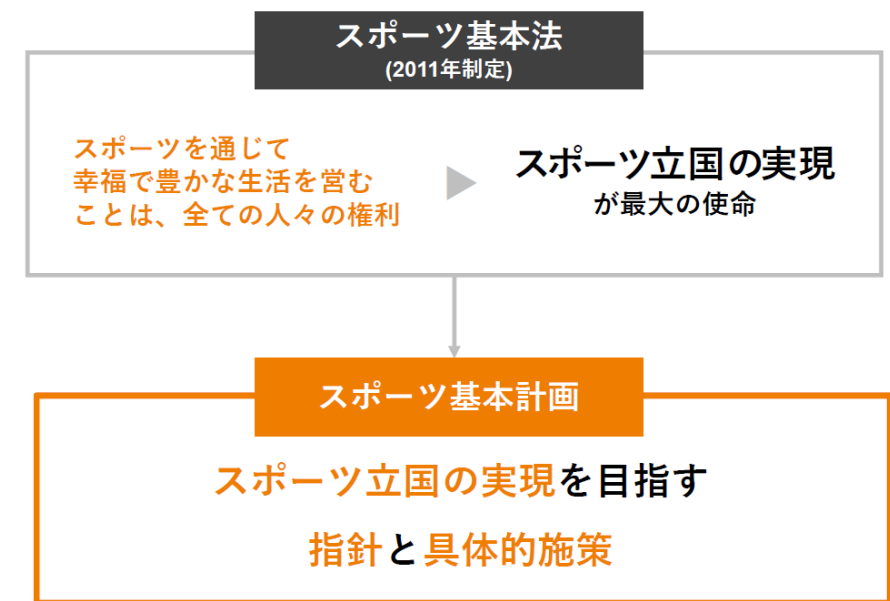 スポーツ基本法
(2011年制定)
スポーツを通じて
幸福で豊かな生活を営む
ことは、全ての人々の権利
スポーツ立国の実現
が最大の使命
スポーツ基本計画
スポーツ立国の実現を目指す
指針と具体的施策